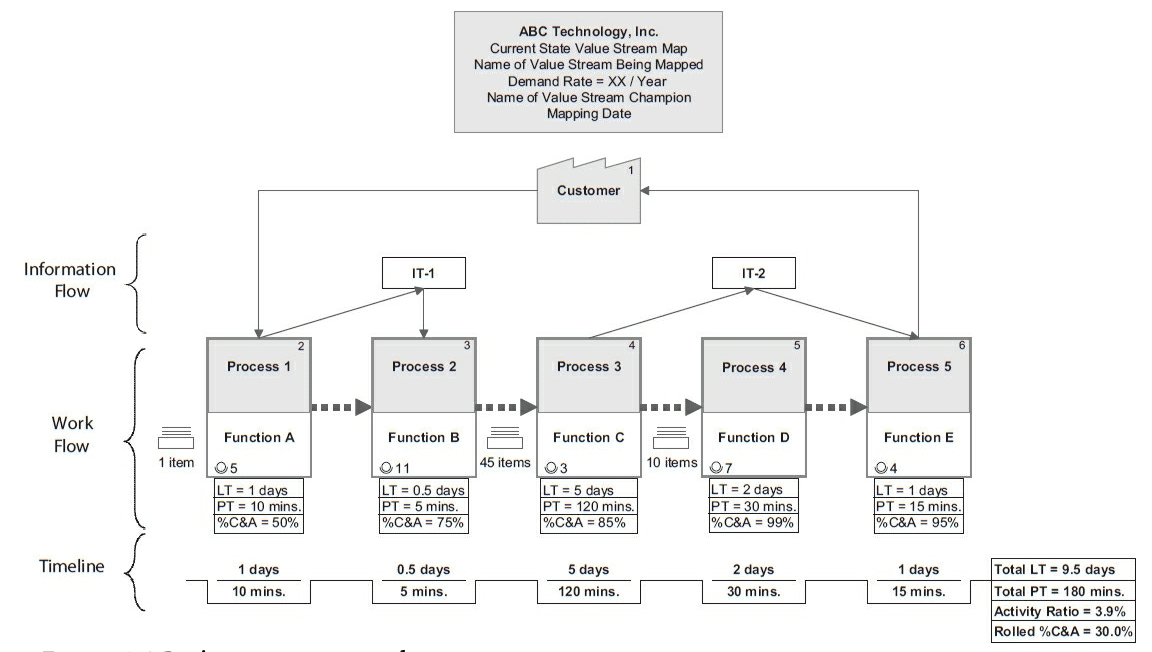 ABC Technology, Inc.
Current State Value Stream Map
Name of Value Stream Being Mapped
Demand Rate = XX / Year
Name of Value Stream Champion
Mapping Date
1
Customer
Information
Flow
IT-1
IT-2
2
Process 1
3
Process 2
4
Process 3
5
Process 4
6
Process 5
Work
Flow
1 item
Function A
5
Function B
11
45 items
Function C
3
10 items
Function D
7
Function E
4
LT = 1 days
PT = 10 mins.
%C&A = 50%
LT = 0.5 days
PT = 5 mins.
%C&A = 75%
LT = 5 days
PT = 120 mins.
%C&A = 85%
LT = 2 days
PT = 30 mins.
%C&A = 99%
LT = 1 days
PT = 15 mins.
%C&A = 95%
Timeline
1 days
10 mins.
0.5 days
5 mins.
5 days
120 mins.
2 days
30 mins.
1 days
15 mins.
Total LT = 9.5 days
Total PT = 180 mins.
Activity Ratio = 3.9%
Rolled %C&A = 30.0%